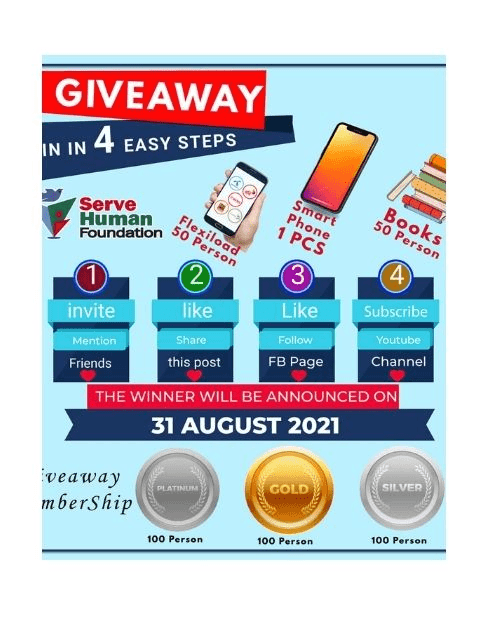 GIVEAWAY
IN IN 4 EASY STEPS
Serve
Human
Foundation
Flexiload
50 Person
Smart
Phone
1 PCS
Books
50 Person
1 2 3 4
invite like Like Subscribe
Mention Share Follow Youtube
Friends this post FB Page Channel
THE WINNER WILL BE ANNOUNCED ON
31 AUGUST 2021
iveaway
mberShip
PLATINUM GOLD SILVER
100 Person 100 Person 100 Person